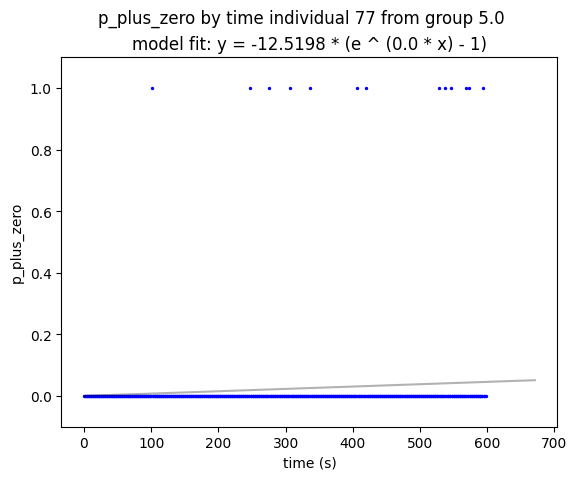 p_plus_zero by time individual 77 from group 5.0
model fit: y = -12.5198 * (e ^ (0.0 * x) - 1)
1.0
0.8
0.6
0.4
0.2
0.0
p_plus_zero
0 100 200 300 400 500 600 700
time (s)